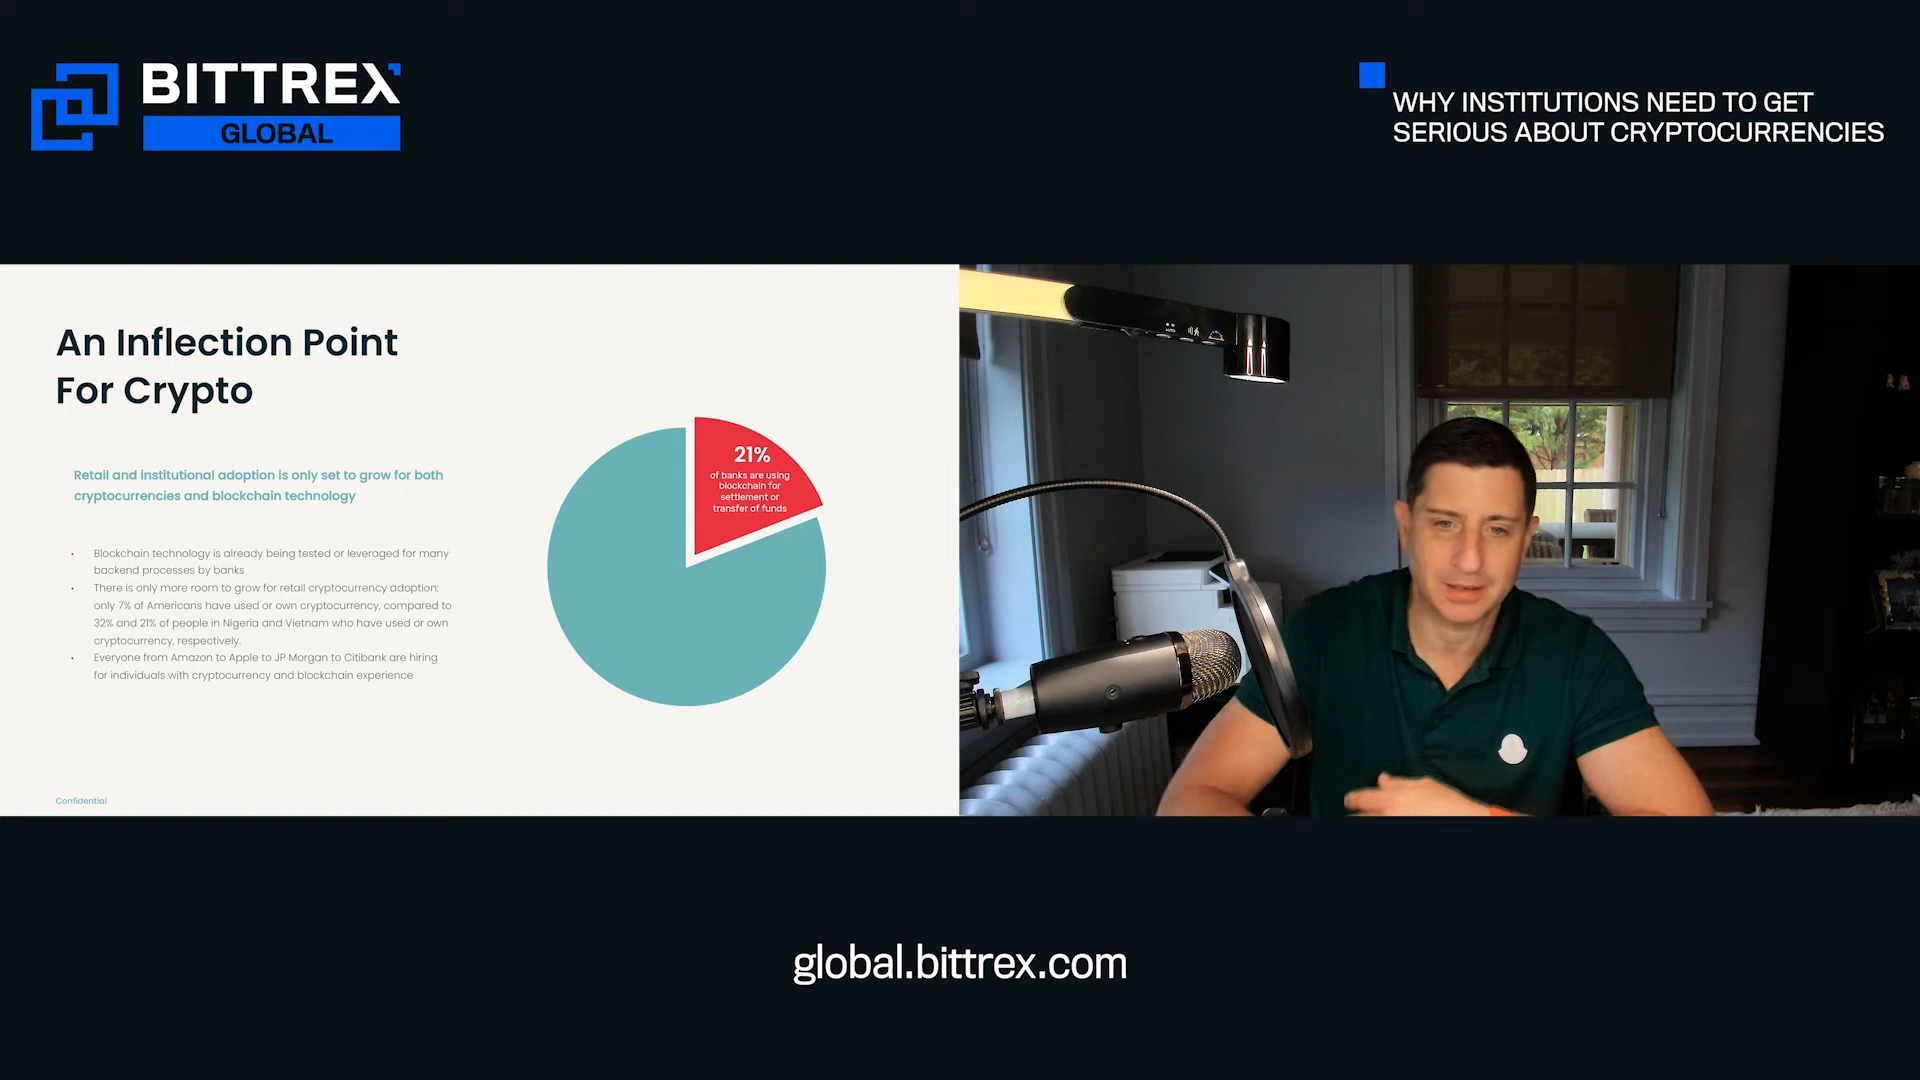 BITTREX
GLOBAL
WHY INSTITUTIONS NEED TO GET
SERIOUS ABOUT CRYPTOCURRENCIES
An Inflection Point
For Crypto
Retail and institutional adoption is only set to grow for both
cryptocurrencies and blockchain technology
Blockchain technology is already being tested or leveraged for many
backend processes by banks
There is only more room to grow for retail cryptocurrency adoption:
only 7% of Americans have used or own cryptocurrency, compared to
32% and 21% of people in Nigeria and Vietnam who have used or own
cryptocurrency, respectively.
Everyone from Amazon to Apple to JP Morgan to Citibank are hiring
for individuals with cryptocurrency and blockchain experience
21%
of banks are using
blockchain for
settlement or
transfer of funds
Confidential
AUTO
global.bittrex.com